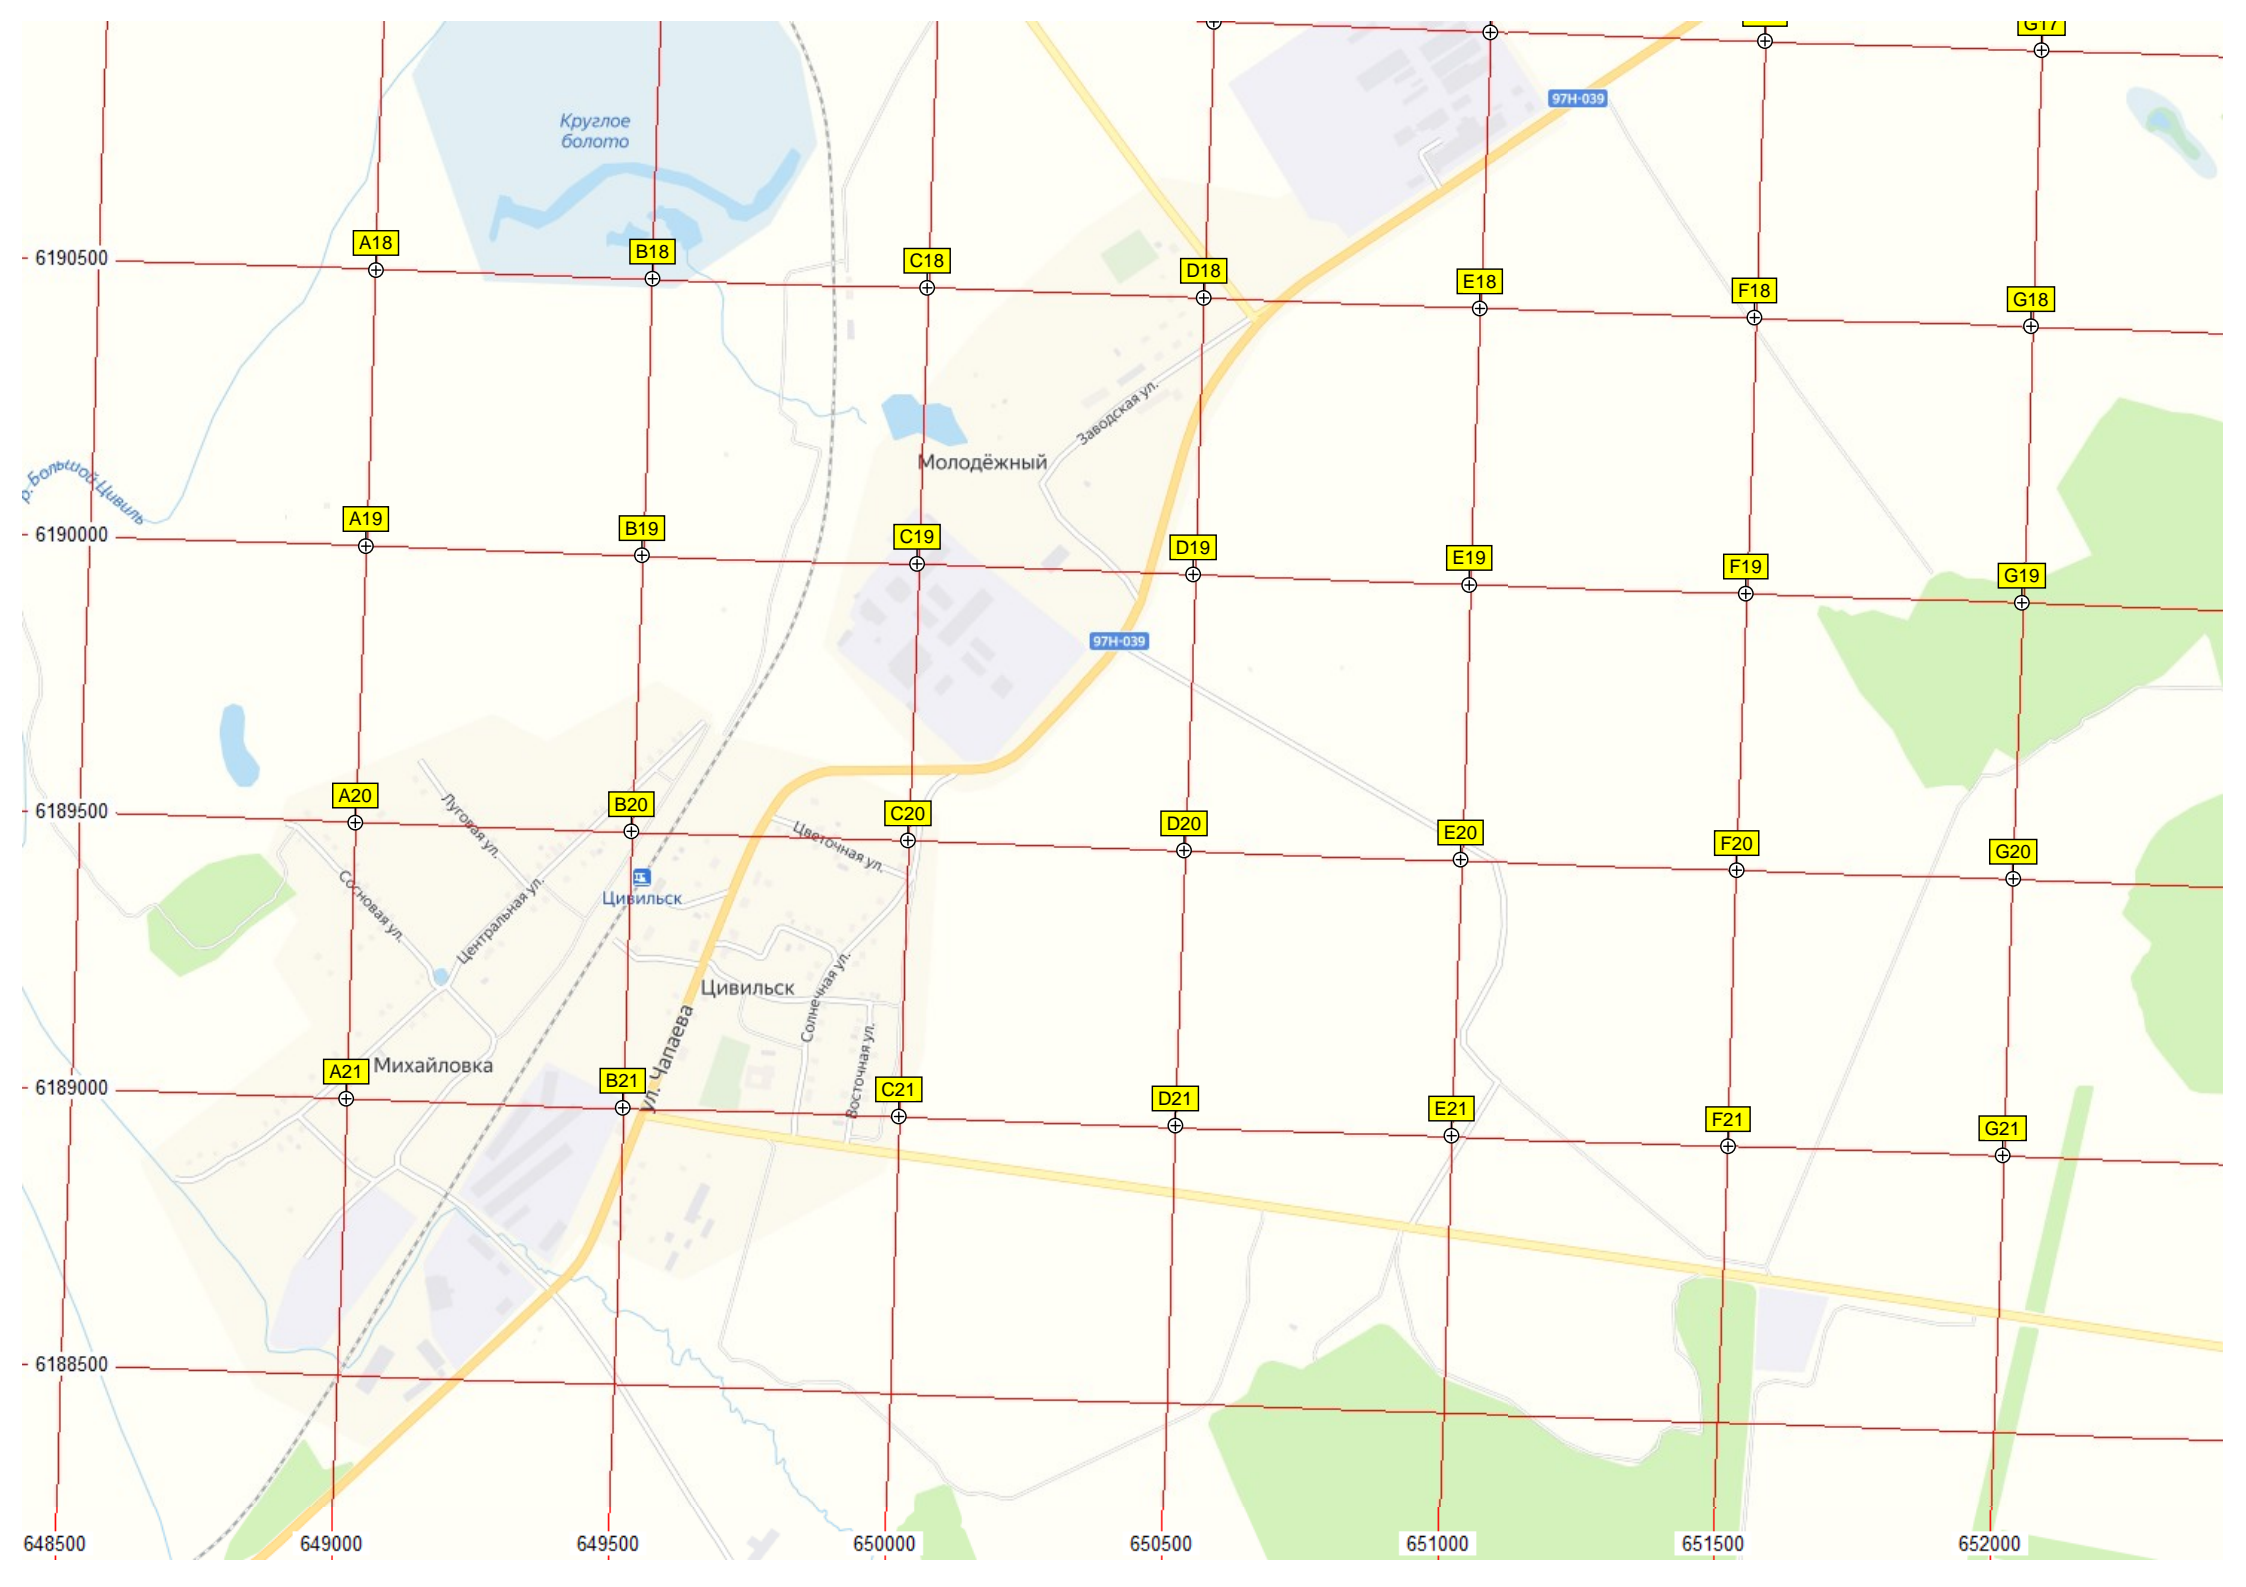 G17
97Н-039
Круглое
болото
A18
B18
C18
D18
E18
F18
G18
6190500
Заводская ул.
Молодёжный
р. Большой Цивиль
A19
B19
C19
D19
E19
F19
G19
6190000
97Н-039
A20
B20
C20
D20
E20
F20
G20
6189500
Луговая ул.
Цветочная ул.
Сосновая ул.
Центральная ул.
Цивильск
Цивильск
Солнечная ул.
Восточная ул.
ул. Чапаева
Михайловка
A21
B21
C21
D21
E21
F21
G21
6189000
6188500
648500
649000
649500
650000
650500
651000
651500
652000